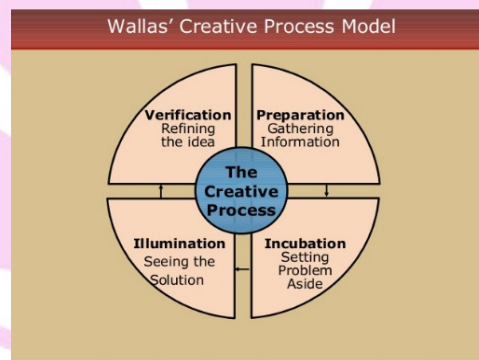 Wallas' Creative Process Model
Verification
Refining
the idea
Preparation
Gathering
Information
The
Creative
Process
Illumination
Seeing the
Solution
Incubation
Setting
Problem
Aside